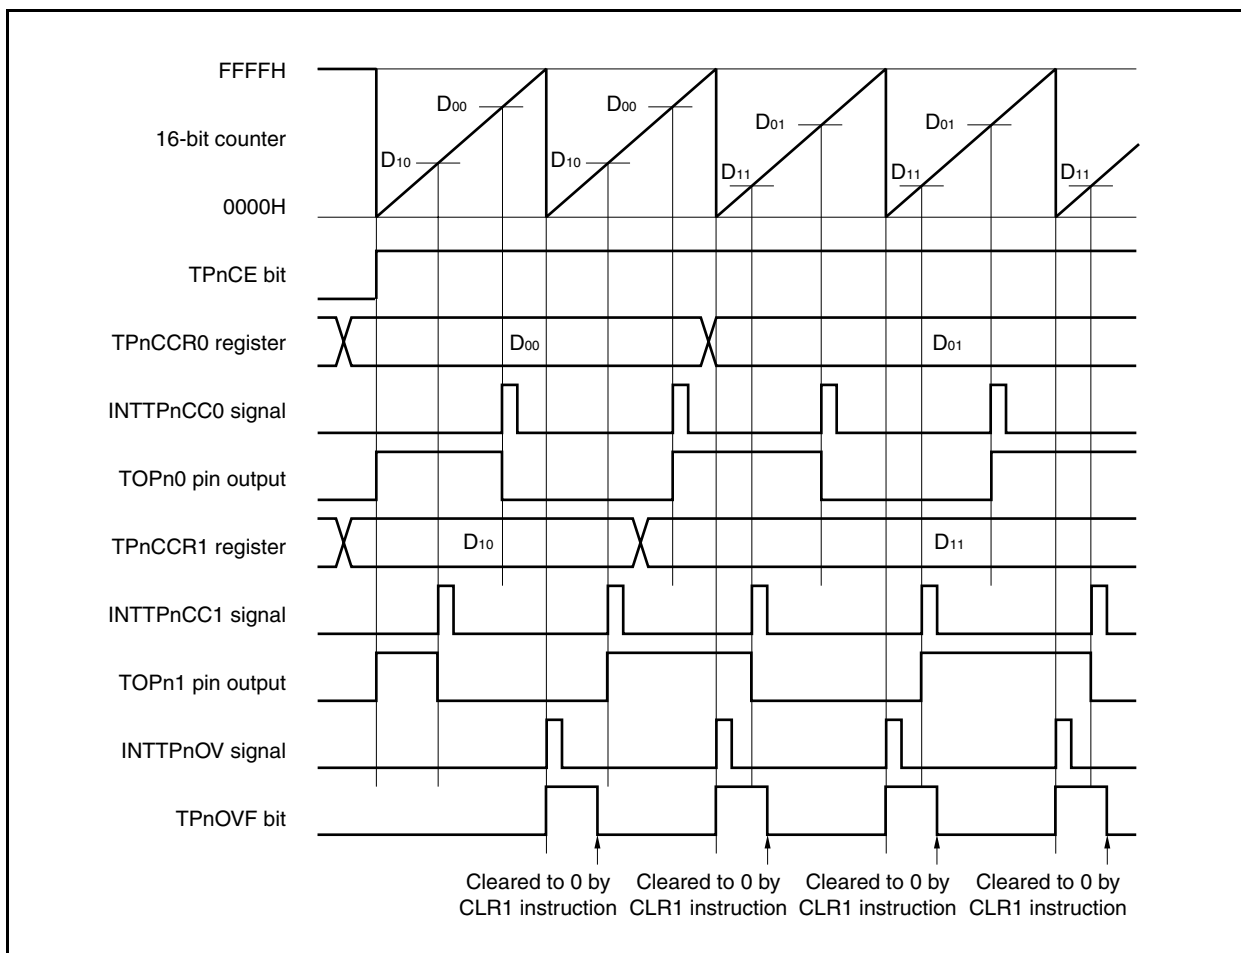 FFFFH
D00
D00
D01
D01
16-bit counter
D10
D10
D11
D11
D11
0000H
TPnCE bit
TPnCCR0 register
D00
D01
INTTPnCC0 signal
TOPn0 pin output
TPnCCR1 register
D10
D11
INTTPnCC1 signal
TOPn1 pin output
INTTPnOV signal
TPnOVF bit
Cleared to 0 by
CLR1 instruction
Cleared to 0 by
CLR1 instruction
Cleared to 0 by
CLR1 instruction
Cleared to 0 by
CLR1 instruction